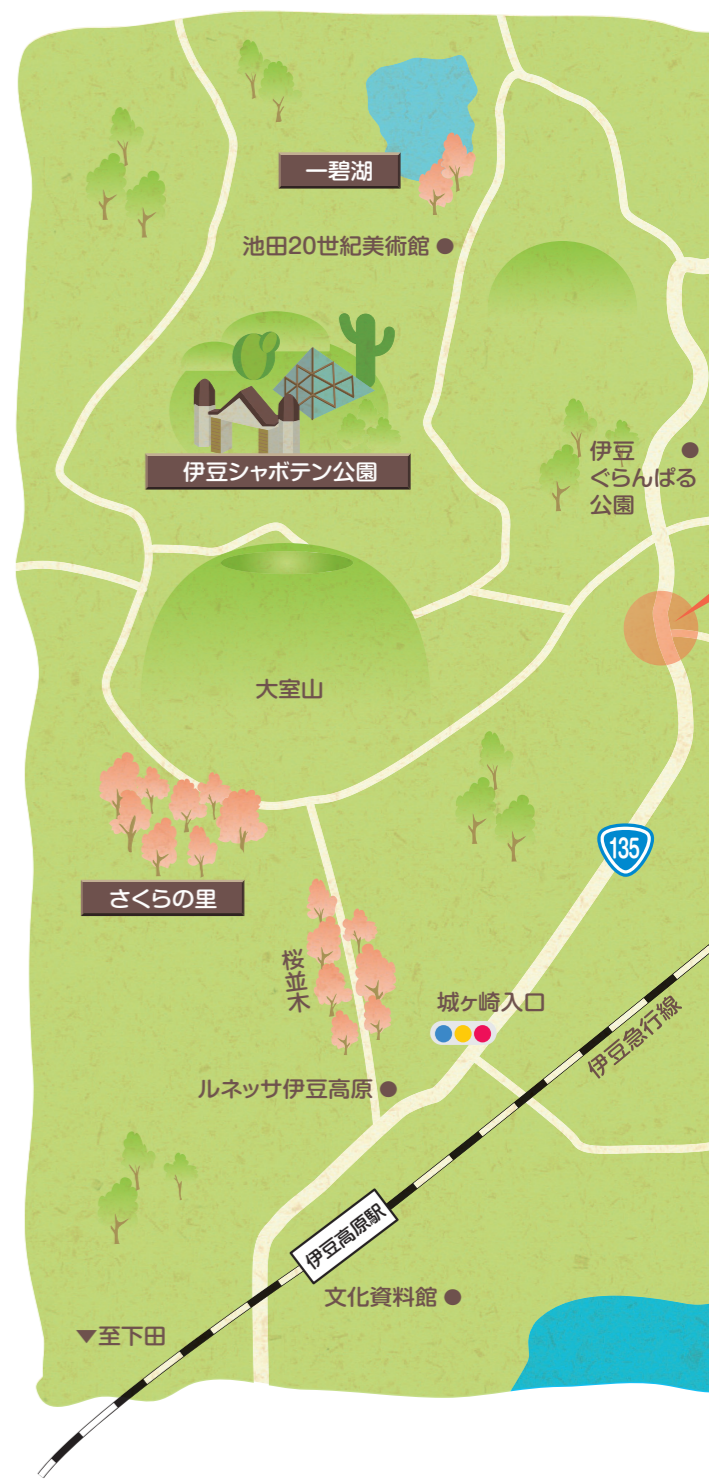 一碧湖
池田20世紀美術館
伊豆シャボテン公園
伊豆
ぐらんぱる
公園
大室山
135
さくらの里
桜並木
城ヶ崎入口
伊豆急行線
ルネッサ伊豆高原
伊豆高原駅
文化資料館
▼至下田